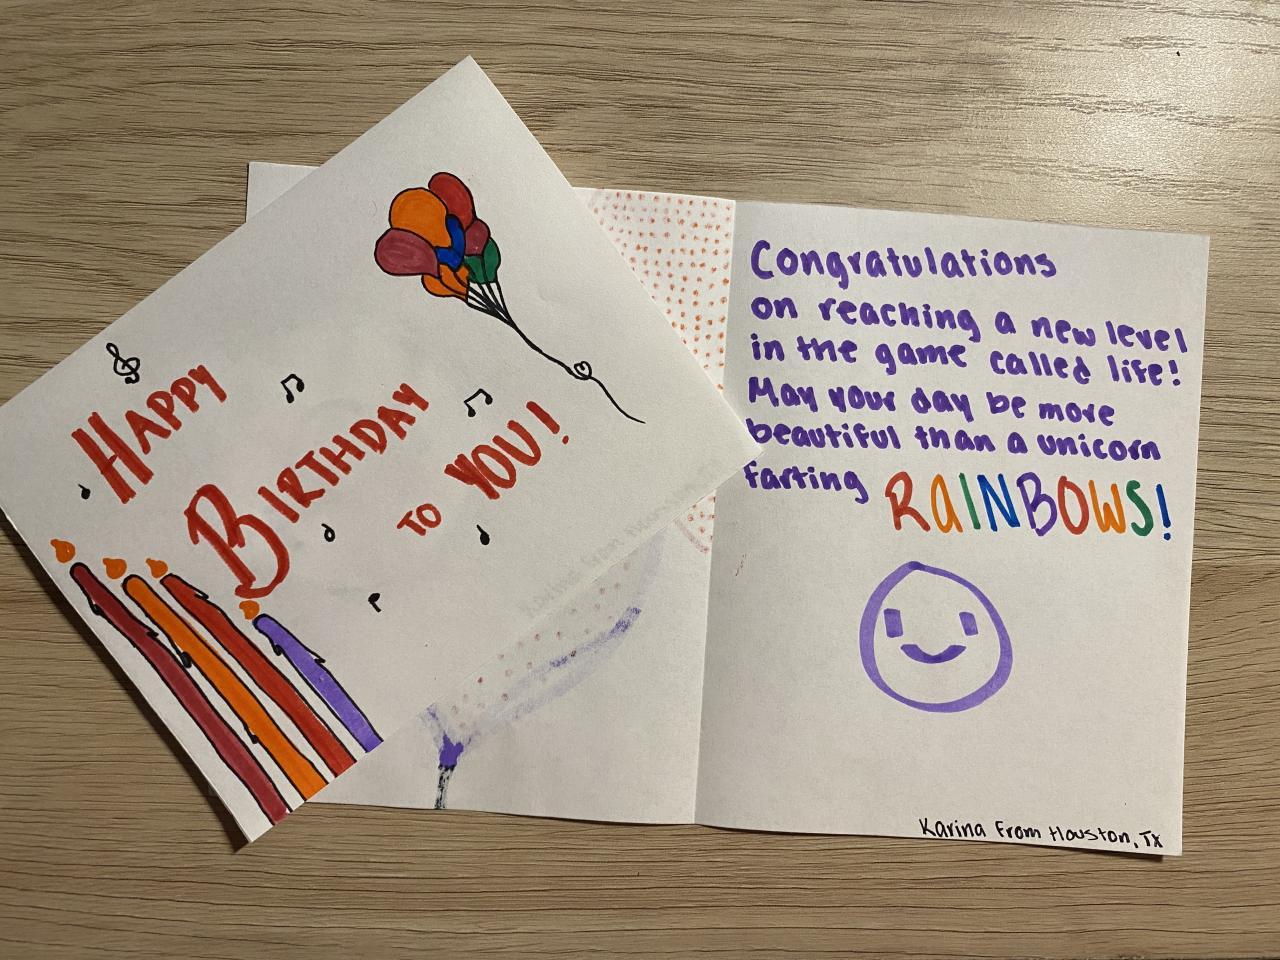 HAPPY
BIRTHDAY
TO YOU!
Congratulations
on reaching a new level
in the game called life!
May your day be more
beautiful than a unicorn
farting RAINBOWS!
Karina From Houston, TX